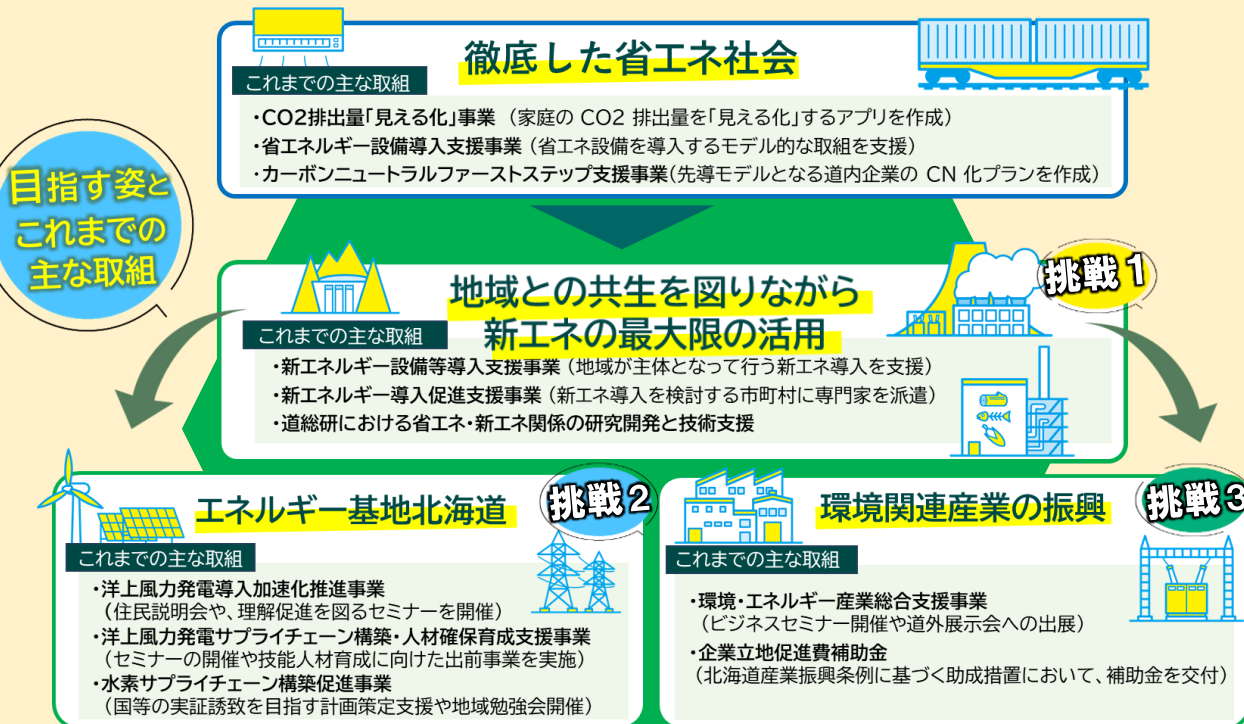 徹底した省エネ社会
これまでの主な取組
・CO2排出量「見える化」事業 （家庭の CO2 排出量を「見える化」するアプリを作成）
・省エネルギー設備導入支援事業（省エネ設備を導入するモデル的な取組を支援）
・カーボンニュートラルファーストステップ支援事業（先導モデルとなる道内企業の CN 化プランを作成）
目指す姿と
これまでの
主な取組
地域との共生を図りながら
新エネの最大限の活用
挑戦1
これまでの主な取組
・新エネルギー設備等導入支援事業（地域が主体となって行う新エネ導入を支援）
・新エネルギー導入促進支援事業（新エネ導入を検討する市町村に専門家を派遣）
・道総研における省エネ・新エネ関係の研究開発と技術支援
エネルギー基地北海道
挑戦2
これまでの主な取組
・洋上風力発電導入加速化推進事業
（住民説明会や、理解促進を図るセミナーを開催）
・洋上風力発電サプライチェーン構築・人材確保育成支援事業
（セミナーの開催や技能人材育成に向けた出前事業を実施）
・水素サプライチェーン構築促進事業
（国等の実証誘致を目指す計画策定支援や地域勉強会開催）
環境関連産業の振興
挑戦3
これまでの主な取組
・環境・エネルギー産業総合支援事業
（ビジネスセミナー開催や道外展示会への出展）
・企業立地促進費補助金
（北海道産業振興条例に基づく助成措置において、補助金を交付）